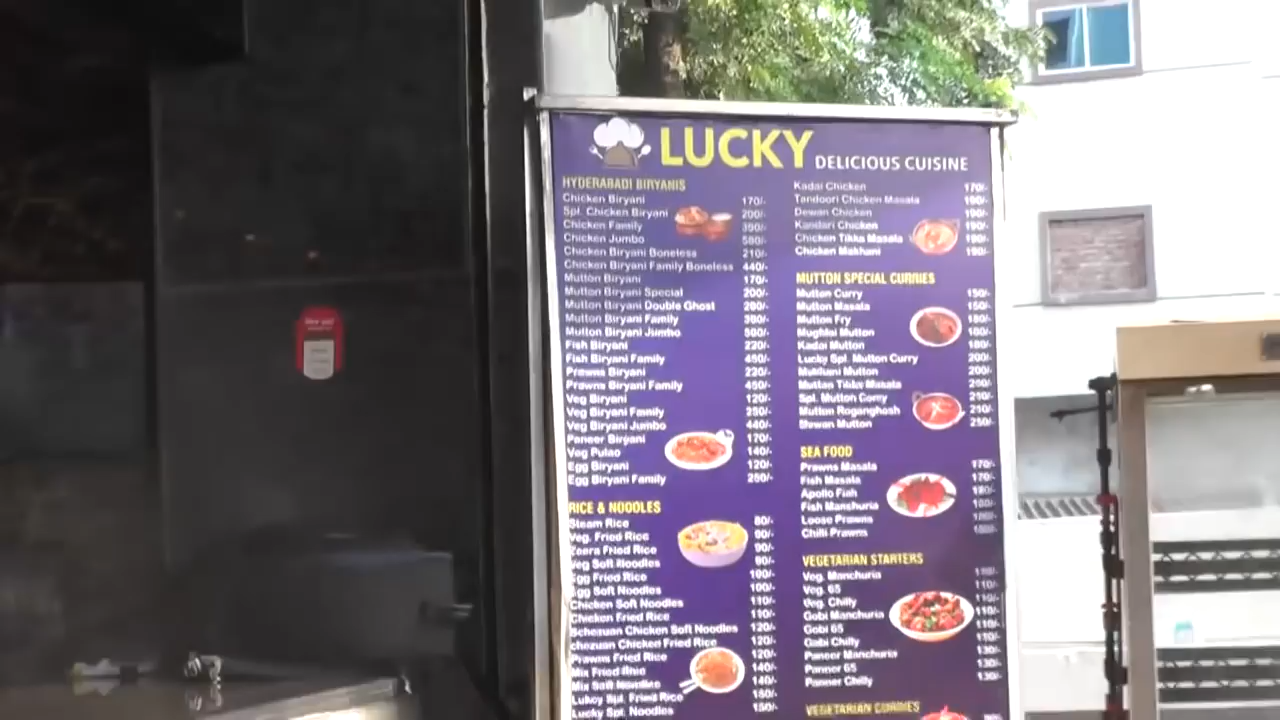 LUCKY DELICIOUS CUISINE
HYDERABADI BIRYANIS
Chicken Biryani 170/-
Spl. Chicken Biryani 200/-
Chicken Family 390/-
Chicken Jumbo 580/-
Chicken Biryani Boneless 210/-
Chicken Biryani Family Boneless 440/-
Mutton Biryani 170/-
Mutton Biryani Special 200/-
Mutton Biryani Double Ghost 260/-
Mutton Biryani Family 380/-
Mutton Biryani Jumbo 500/-
Fish Biryani 220/-
Fish Biryani Family 450/-
Prawns Biryani 220/-
Prawns Biryani Family 450/-
Veg Biryani 120/-
Veg Biryani Family 250/-
Veg Biryani Jumbo 440/-
Paneer Biryani 170/-
Veg Pulao 140/-
Egg Biryani 120/-
Egg Biryani Family 250/-
RICE & NOODLES
Steam Rice 80/-
Veg. Fried Rice 90/-
Zeera Fried Rice 90/-
Veg Soft Noodles 90/-
Egg Fried Rice 100/-
Egg Soft Noodles 100/-
Chicken Soft Noodles 110/-
Chicken Fried Rice 110/-
Schezuan Chicken Soft Noodles 120/-
chezuan Chicken Fried Rice 120/-
Prawns Fried Rice 120/-
Mix Fried Rice 140/-
Mix Soft Noodles 140/-
Lukcy Spl. Fried Rice 150/-
Lucky Spl. Noodles 150/-
Kadai Chicken 170/-
Tandoori Chicken Masala 180/-
Dewan Chicken 190/-
Kandari Chicken 190/-
Chicken Tikka Masala 190/-
Chicken Makhani 190/-
MUTTON SPECIAL CURRIES
Mutton Curry 150/-
Mutton Masala 150/-
Mutton Fry 180/-
Mughlai Mutton 180/-
Kadai Mutton 180/-
Lucky Spl. Mutton Curry 200/-
Makhani Mutton 200/-
Mutton Tikka Masala 250/-
Spl. Mutton Curry 210/-
Mutton Roganghosh 210/-
Dewan Mutton 250/-
SEA FOOD
Prawns Masala 170/-
Fish Masala 170/-
Apollo Fish 180/-
Fish Manshuria 180/-
Loose Prawns
Chilli Prawns
VEGETARIAN STARTERS
Veg. Manchuria 110/-
Veg. 65 110/-
Veg. Chilly 110/-
Gobi Manchuria 110/-
Gobi 65 110/-
Gobi Chilly 110/-
Panner Manchuria 130/-
Panner 65 130/-
Panner Chilly 130/-
VEGETARIAN CURRIES